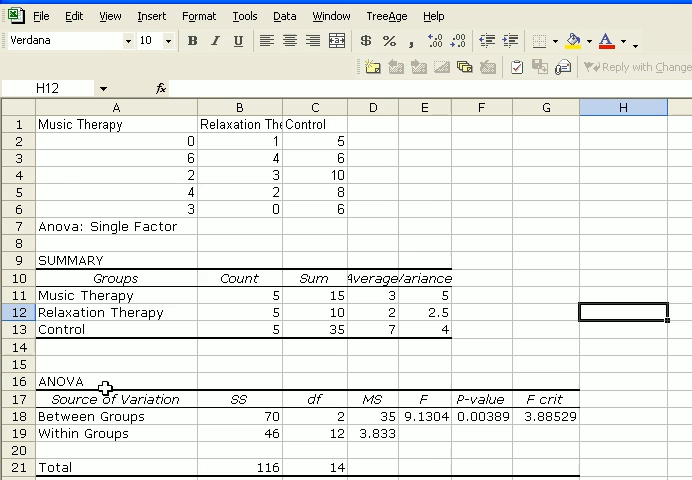 File Edit View Insert Format Tools Data Window TreeAge Help
Verdana 10 B I U $ % , +.0 .00 .00 +.0 A
Reply with Change
H12 fx
A B C D E F G H
1 Music Therapy Relaxation The Control
2 0 1 5
3 6 4 6
4 2 3 10
5 4 2 8
6 3 0 6
7 Anova: Single Factor
8
9 SUMMARY
10 Groups Count Sum Average Variance
11 Music Therapy 5 15 3 5
12 Relaxation Therapy 5 10 2 2.5
13 Control 5 35 7 4
14
15
16 ANOVA
17 Source of Variation SS df MS F P-value F crit
18 Between Groups 70 2 35 9.1304 0.00389 3.88529
19 Within Groups 46 12 3.833
20
21 Total 116 14